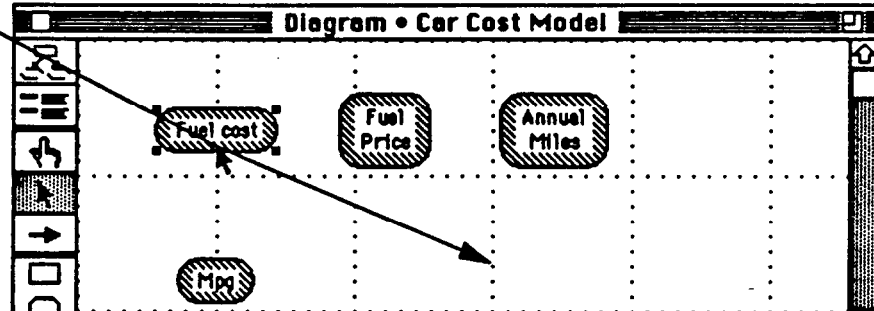 Diagram • Car Cost Model
Fuel cost
Fuel
Price
Annual
Miles
Mpg